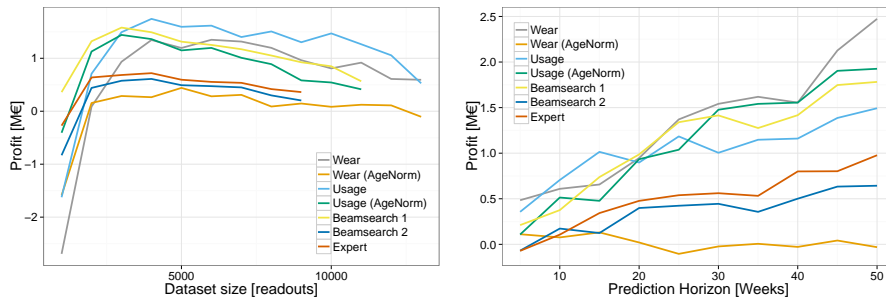 Profit [M€]
1
0
−1
−2
Wear
Wear (AgeNorm)
Usage
Usage (AgeNorm)
Beamsearch 1
Beamsearch 2
Expert
5000 10000
Dataset size [readouts]
Profit [M€]
2.5
2.0
1.5
1.0
0.5
0.0
Wear
Wear (AgeNorm)
Usage
Usage (AgeNorm)
Beamsearch 1
Beamsearch 2
Expert
10 20 30 40 50
Prediction Horizon [Weeks]